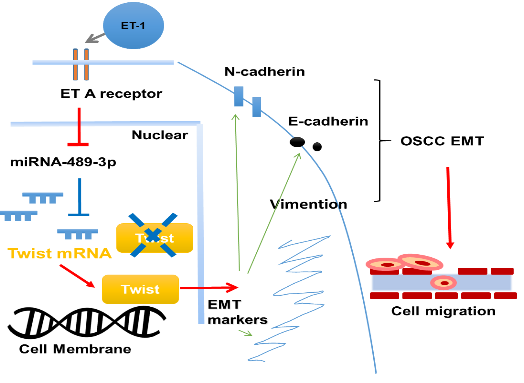 ET-1
N-cadherin
ET A receptor
E-cadherin
Nuclear
OSCC EMT
miRNA-489-3p
Vimention
Twist
Twist mRNA
Twist
EMT
markers
Cell migration
Cell Membrane